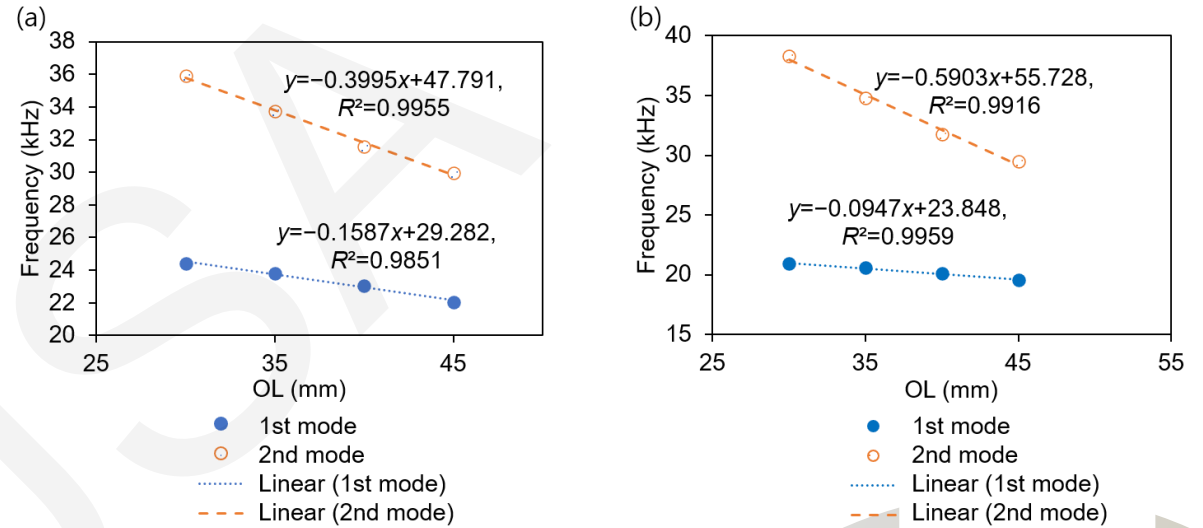 (a)
38
36
34
32
30
28
26
24
22
20
Frequency (kHz)
y=−0.3995x+47.791,
R²=0.9955
y=−0.1587x+29.282,
R²=0.9851
25
35
45
OL (mm)
1st mode
2nd mode
Linear (1st mode)
Linear (2nd mode)
(b)
40
35
30
25
20
15
Frequency (kHz)
y=−0.5903x+55.728,
R²=0.9916
y=−0.0947x+23.848,
R²=0.9959
25
35
45
55
OL (mm)
1st mode
2nd mode
Linear (1st mode)
Linear (2nd mode)